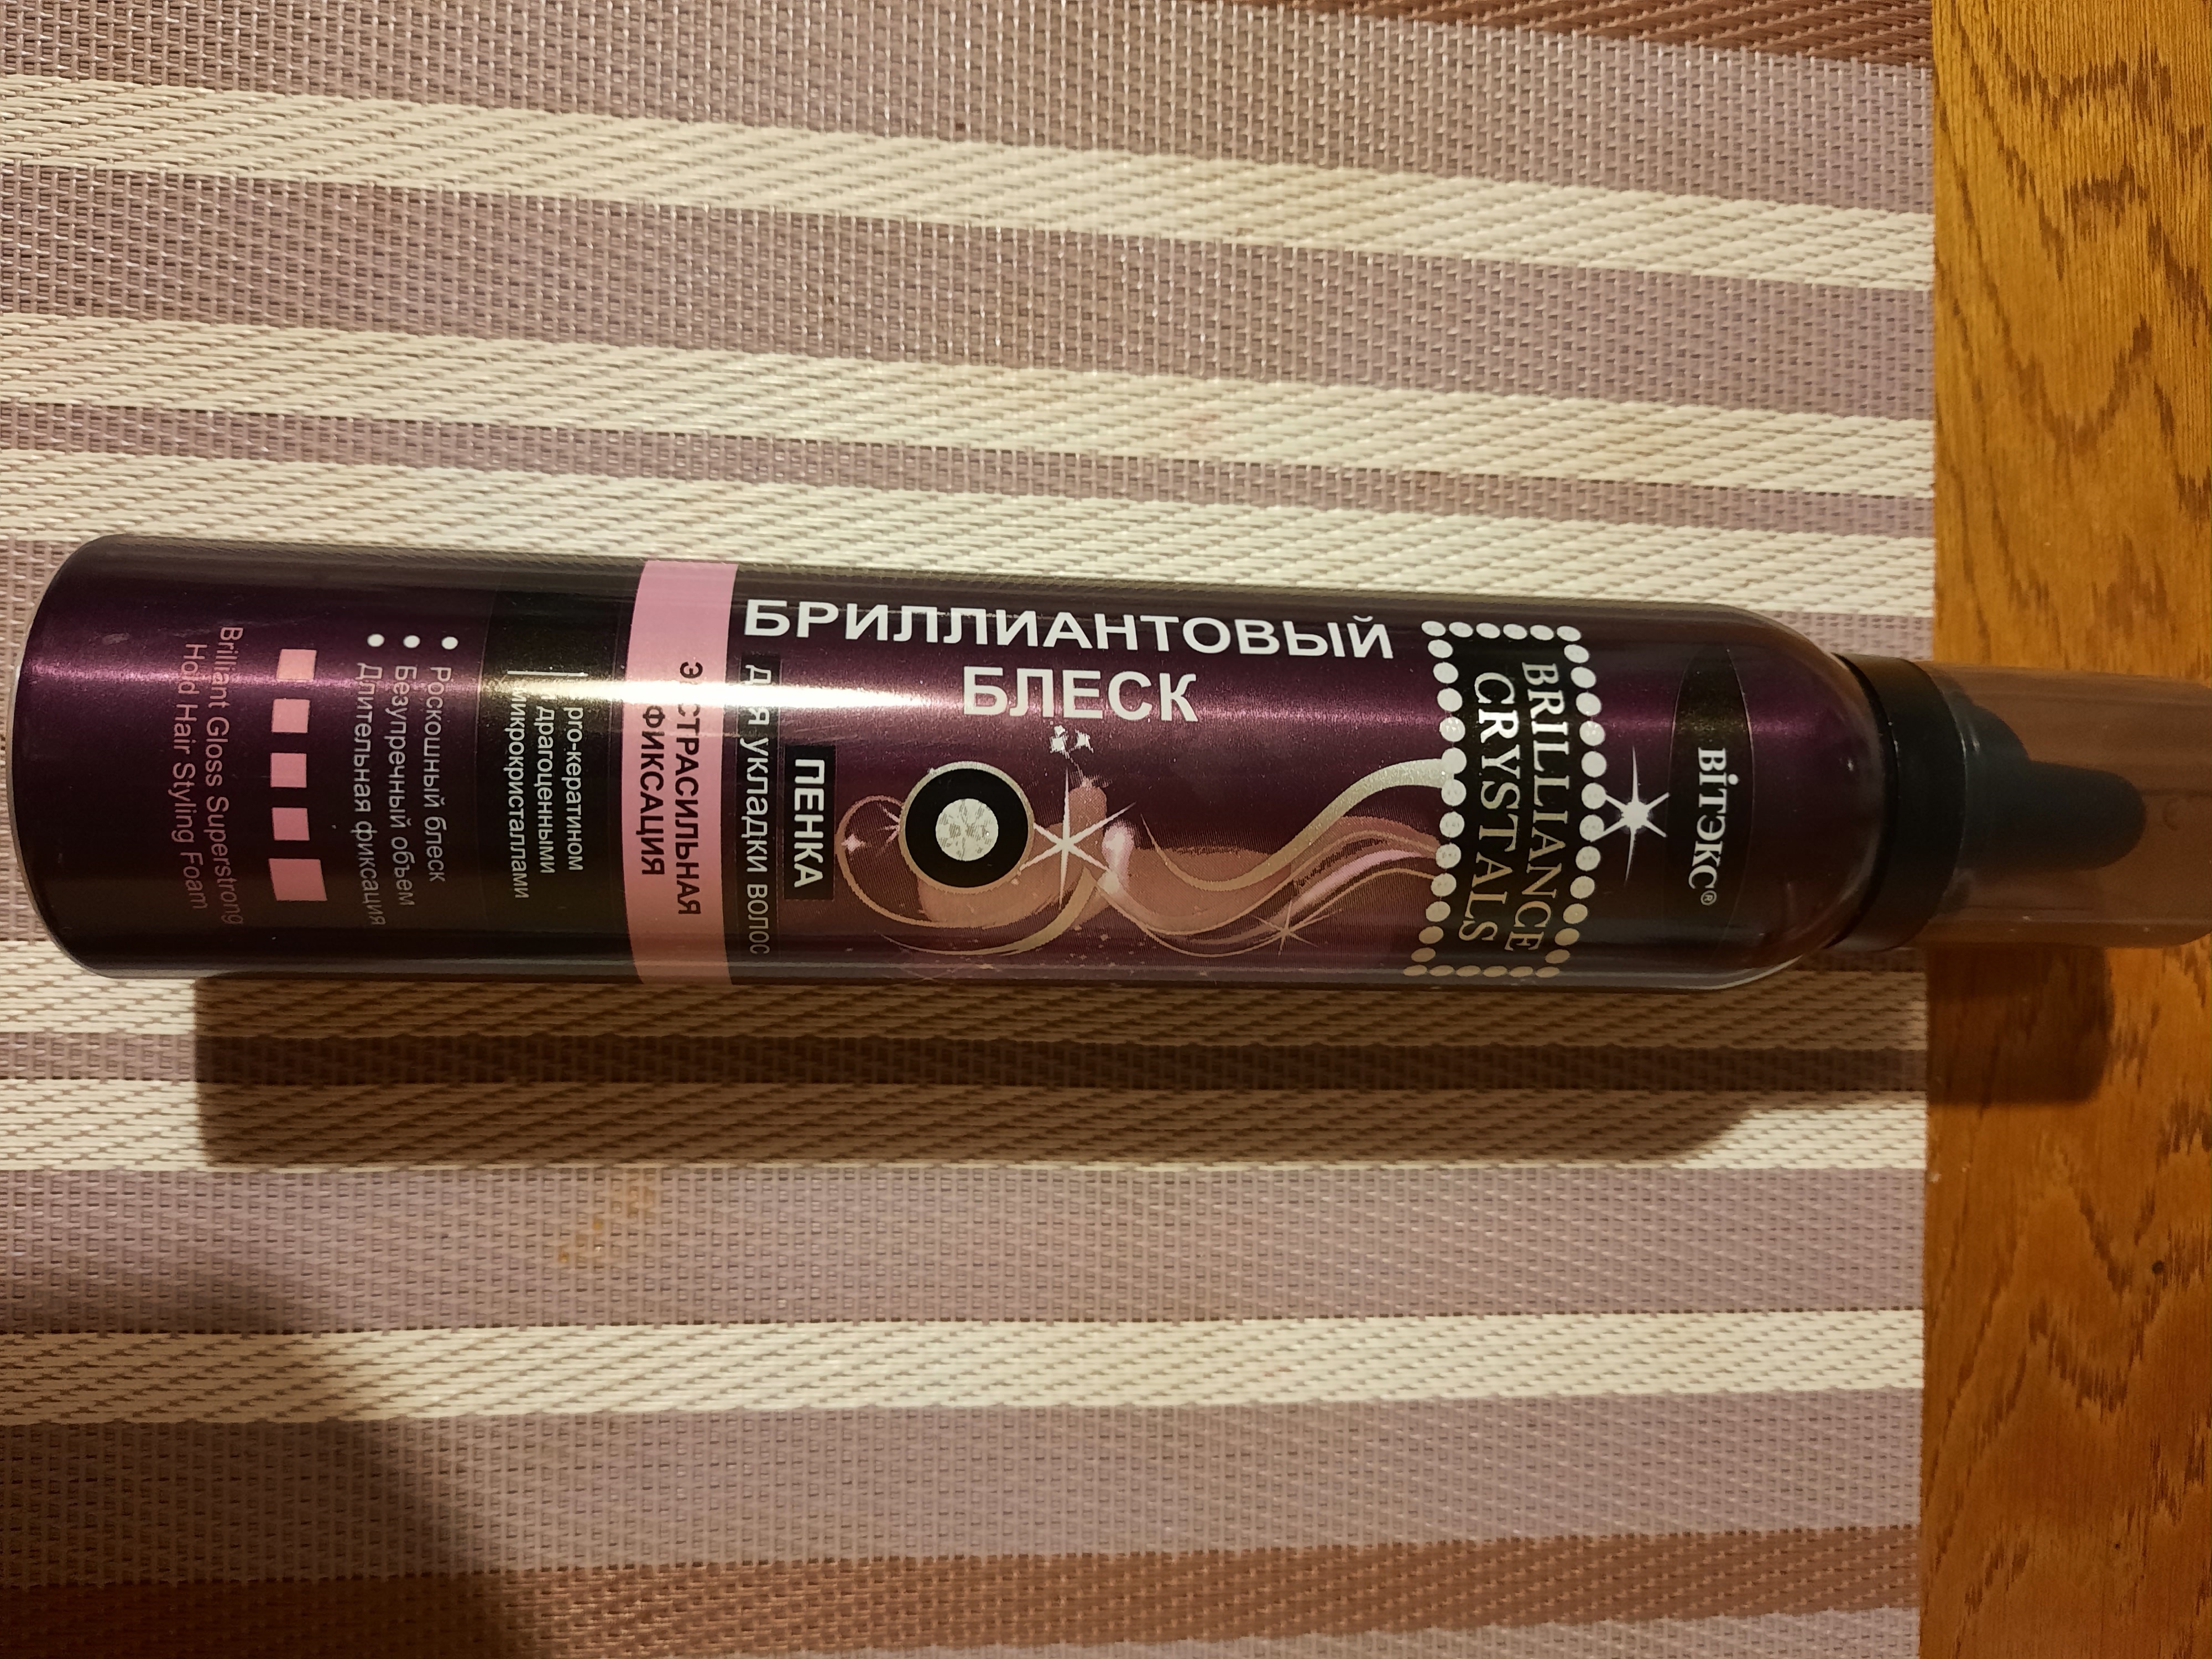 ВіТЭКС®
BRILLIANCE
CRYSTALS
БРИЛЛИАНТОВЫЙ
БЛЕСК
ПЕНКА
для укладки волос
ЭКСТРАСИЛЬНАЯ
ФИКСАЦИЯ
pro-кератином
драгоценными
микрокристаллами
• Роскошный блеск
• Безупречный объем
• Длительная фиксация
Brilliant Gloss Superstrong
Hold Hair Styling Foam